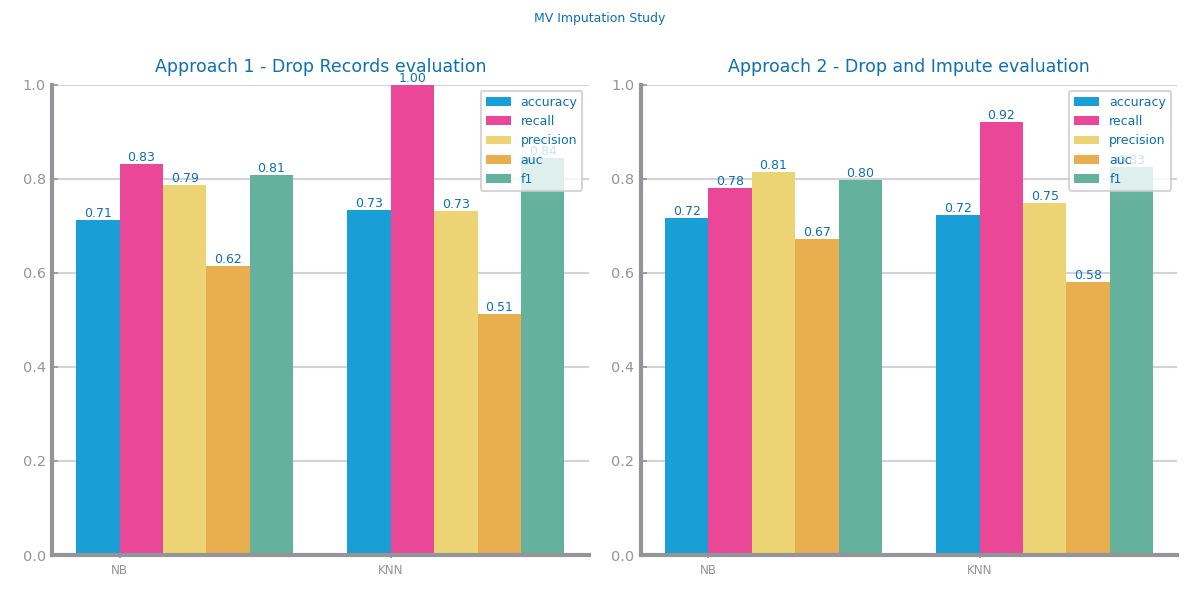 MV Imputation Study
Approach 1 - Drop Records evaluation
1.0
0.8
0.6
0.4
0.2
0.0
0.71
0.83
0.79
0.62
0.81
0.73
1.00
0.73
0.51
0.84
accuracy
recall
precision
auc
f1
NB
KNN
Approach 2 - Drop and Impute evaluation
1.0
0.8
0.6
0.4
0.2
0.0
0.72
0.78
0.81
0.67
0.80
0.72
0.92
0.75
0.58
0.83
accuracy
recall
precision
auc
f1
NB
KNN